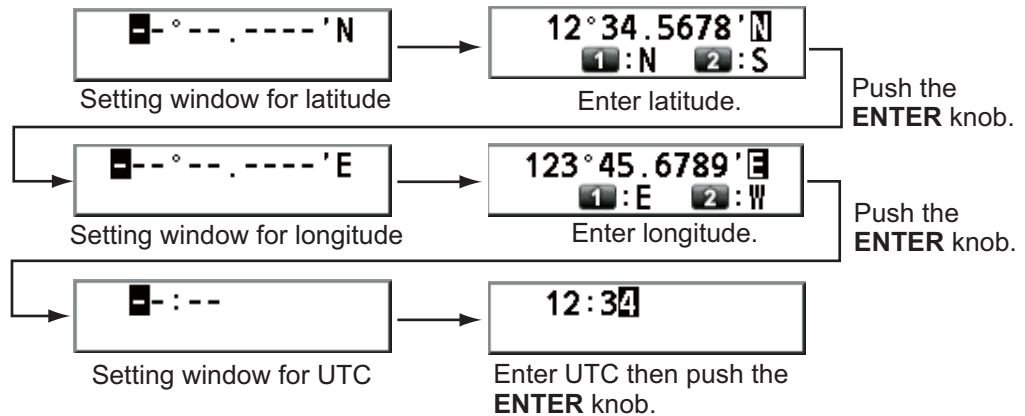 --°--.----'N
Setting window for latitude
12°34.5678'N
1:N 2:S
Enter latitude.
Push the
ENTER knob.
---°--.----'E
Setting window for longitude
123°45.6789'E
1:E 2:W
Enter longitude.
Push the
ENTER knob.
--:--
Setting window for UTC
12:34
Enter UTC then push the
ENTER knob.